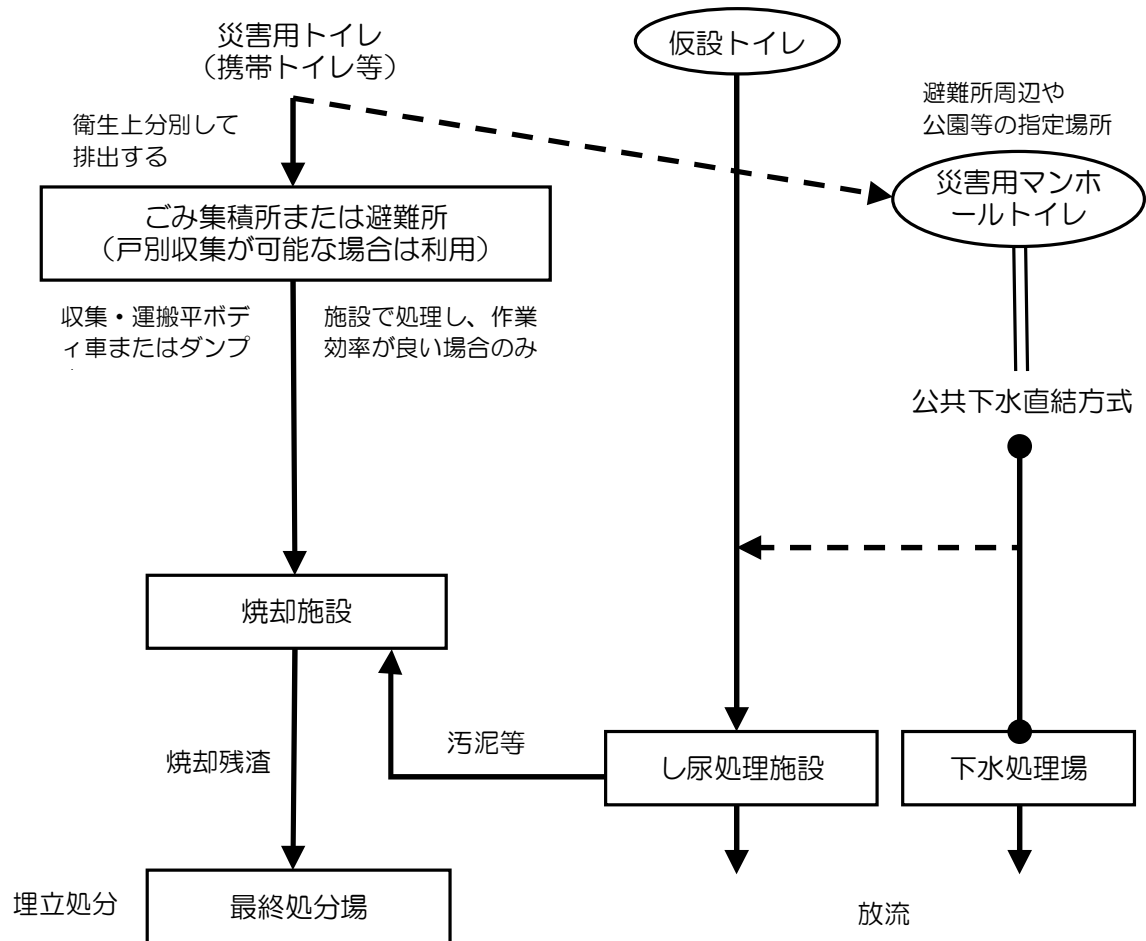 災害用トイレ
（携帯トイレ等）
仮設トイレ
避難所周辺や
公園等の指定場所
衛生上分別して
排出する
災害用マンホ
ールトイレ
ごみ集積所または避難所
（戸別収集が可能な場合は利用）
収集・運搬平ボデ
ィ車またはダンプ
施設で処理し、作業
効率が良い場合のみ
公共下水直結方式
焼却施設
汚泥等
焼却残渣
し尿処理施設
下水処理場
埋立処分
最終処分場
放流